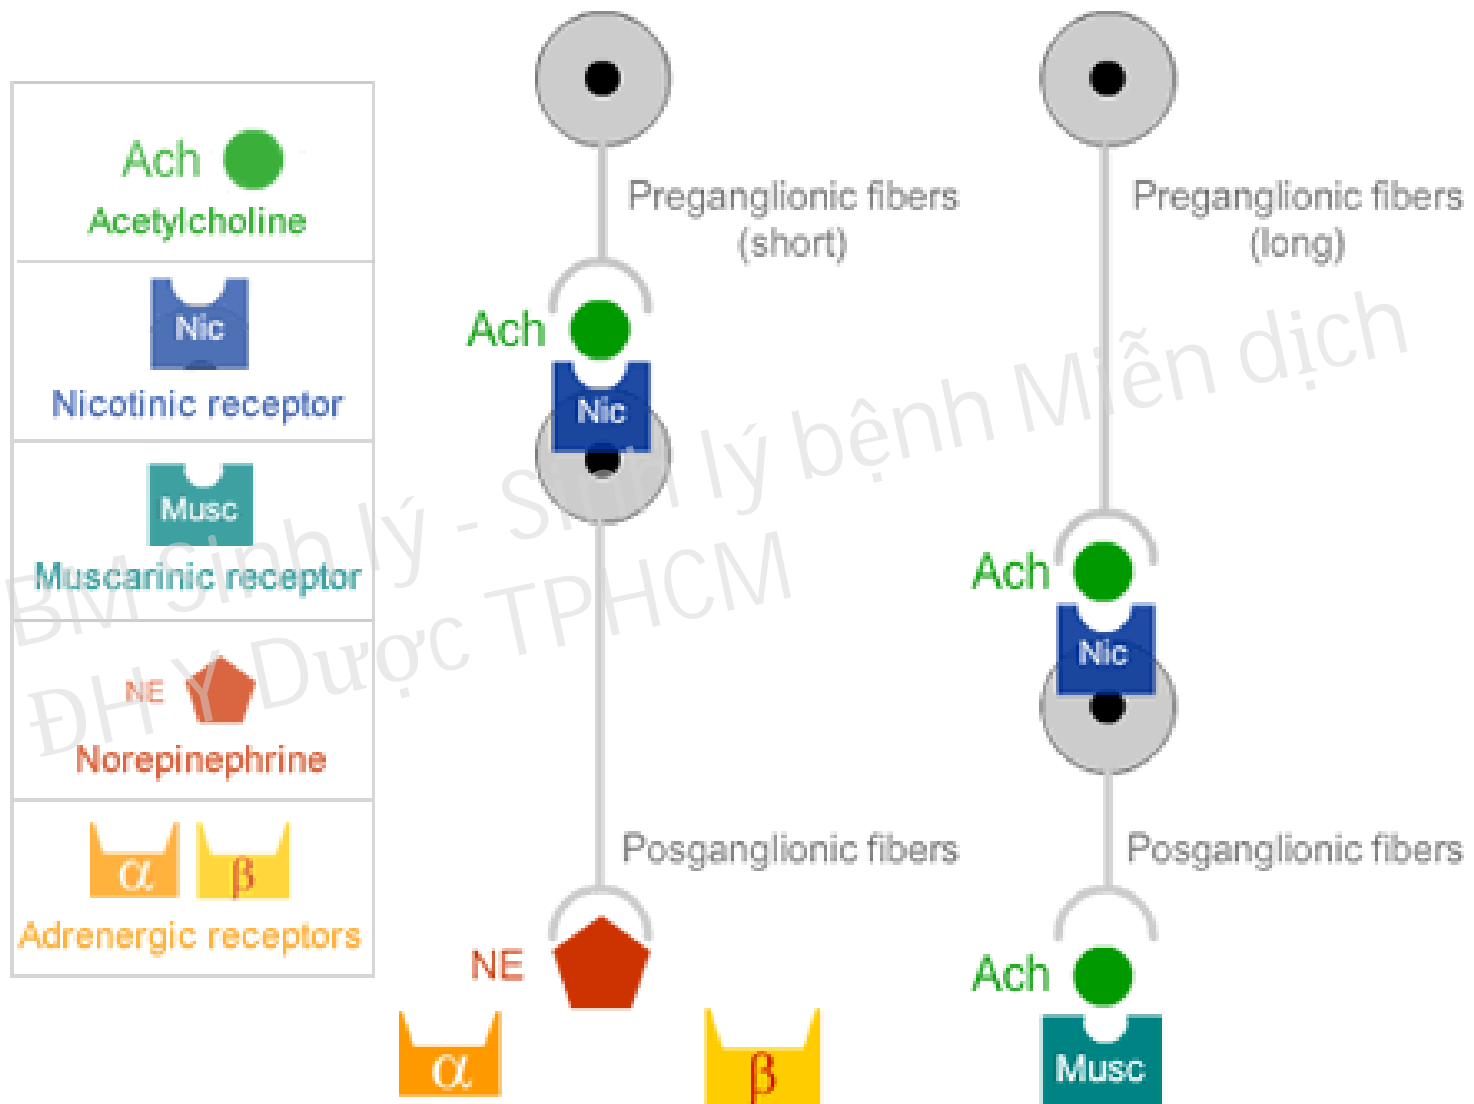 Ach
Acetylcholine
Nic
Nicotinic receptor
Musc
Muscarinic receptor
NE
Norepinephrine
α β
Adrenergic receptors
Preganglionic fibers
(short)
Ach
Nic
Posganglionic fibers
NE
α β
Preganglionic fibers
(long)
Ach
Nic
Posganglionic fibers
Ach
Musc
BM Sinh lý - Sinh lý bệnh Miễn dịch
ĐH Y Dược TPHCM